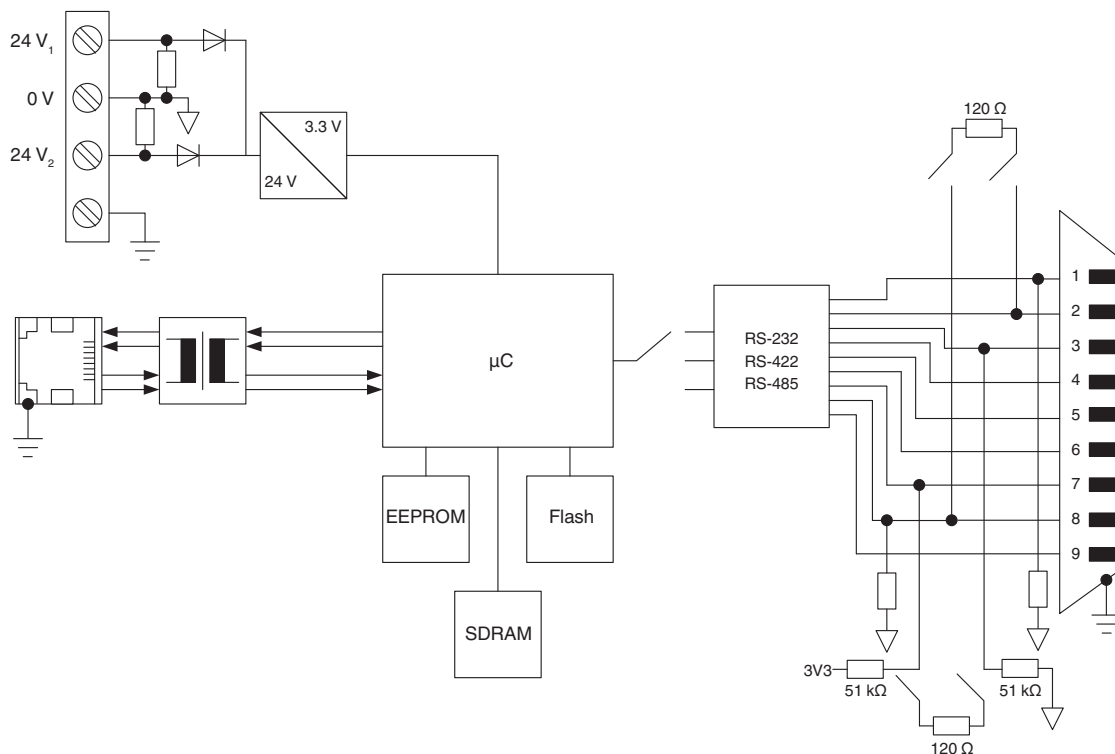 24 V₁
0 V
24 V₂
3.3 V
24 V
120 Ω
µC
RS-232
RS-422
RS-485
1
2
3
4
5
6
7
8
9
EEPROM
Flash
SDRAM
3V3
51 kΩ
51 kΩ
120 Ω